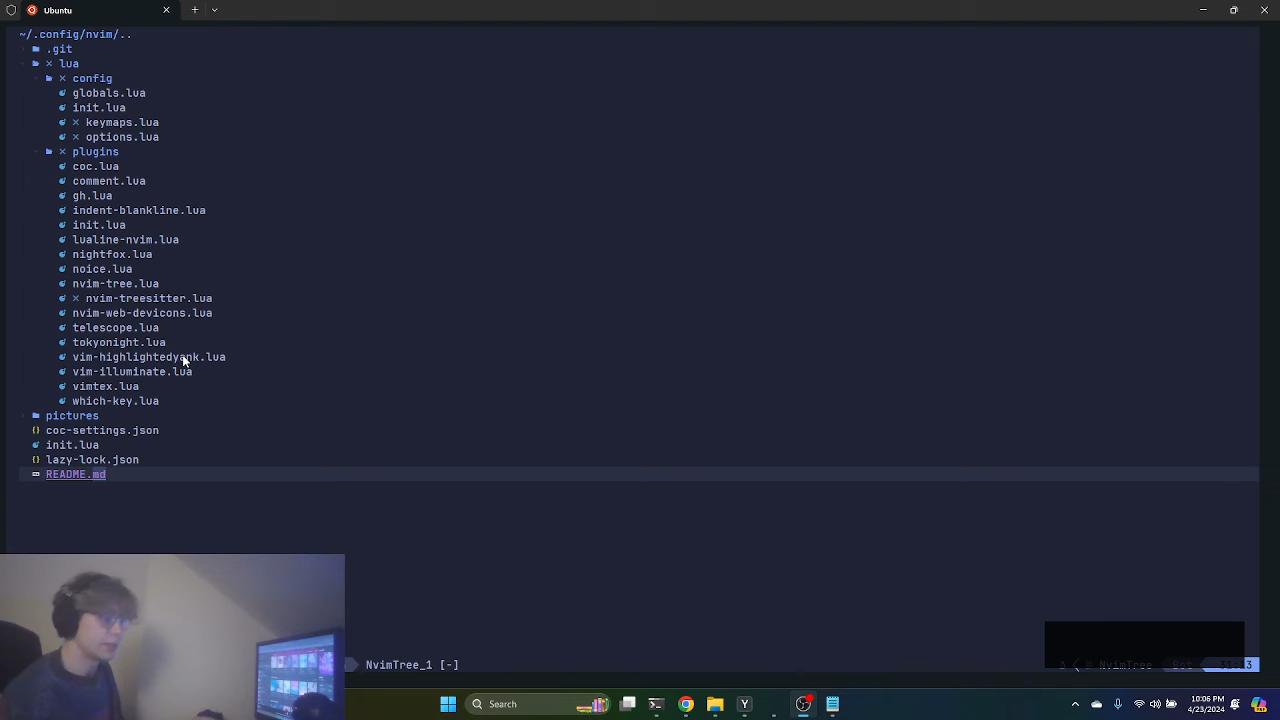 Ubuntu
~/.config/nvim/..
.git
lua
config
globals.lua
init.lua
keymaps.lua
options.lua
plugins
coc.lua
comment.lua
gh.lua
indent-blankline.lua
init.lua
lualine-nvim.lua
nightfox.lua
noice.lua
nvim-tree.lua
nvim-treesitter.lua
nvim-web-devicons.lua
telescope.lua
tokyonight.lua
vim-highlightedyank.lua
vim-illuminate.lua
vimtex.lua
which-key.lua
pictures
coc-settings.json
init.lua
lazy-lock.json
README.md
NvimTree_1 [-]
NvimTree Bot 31:13
Search
10:06 PM
4/23/2024